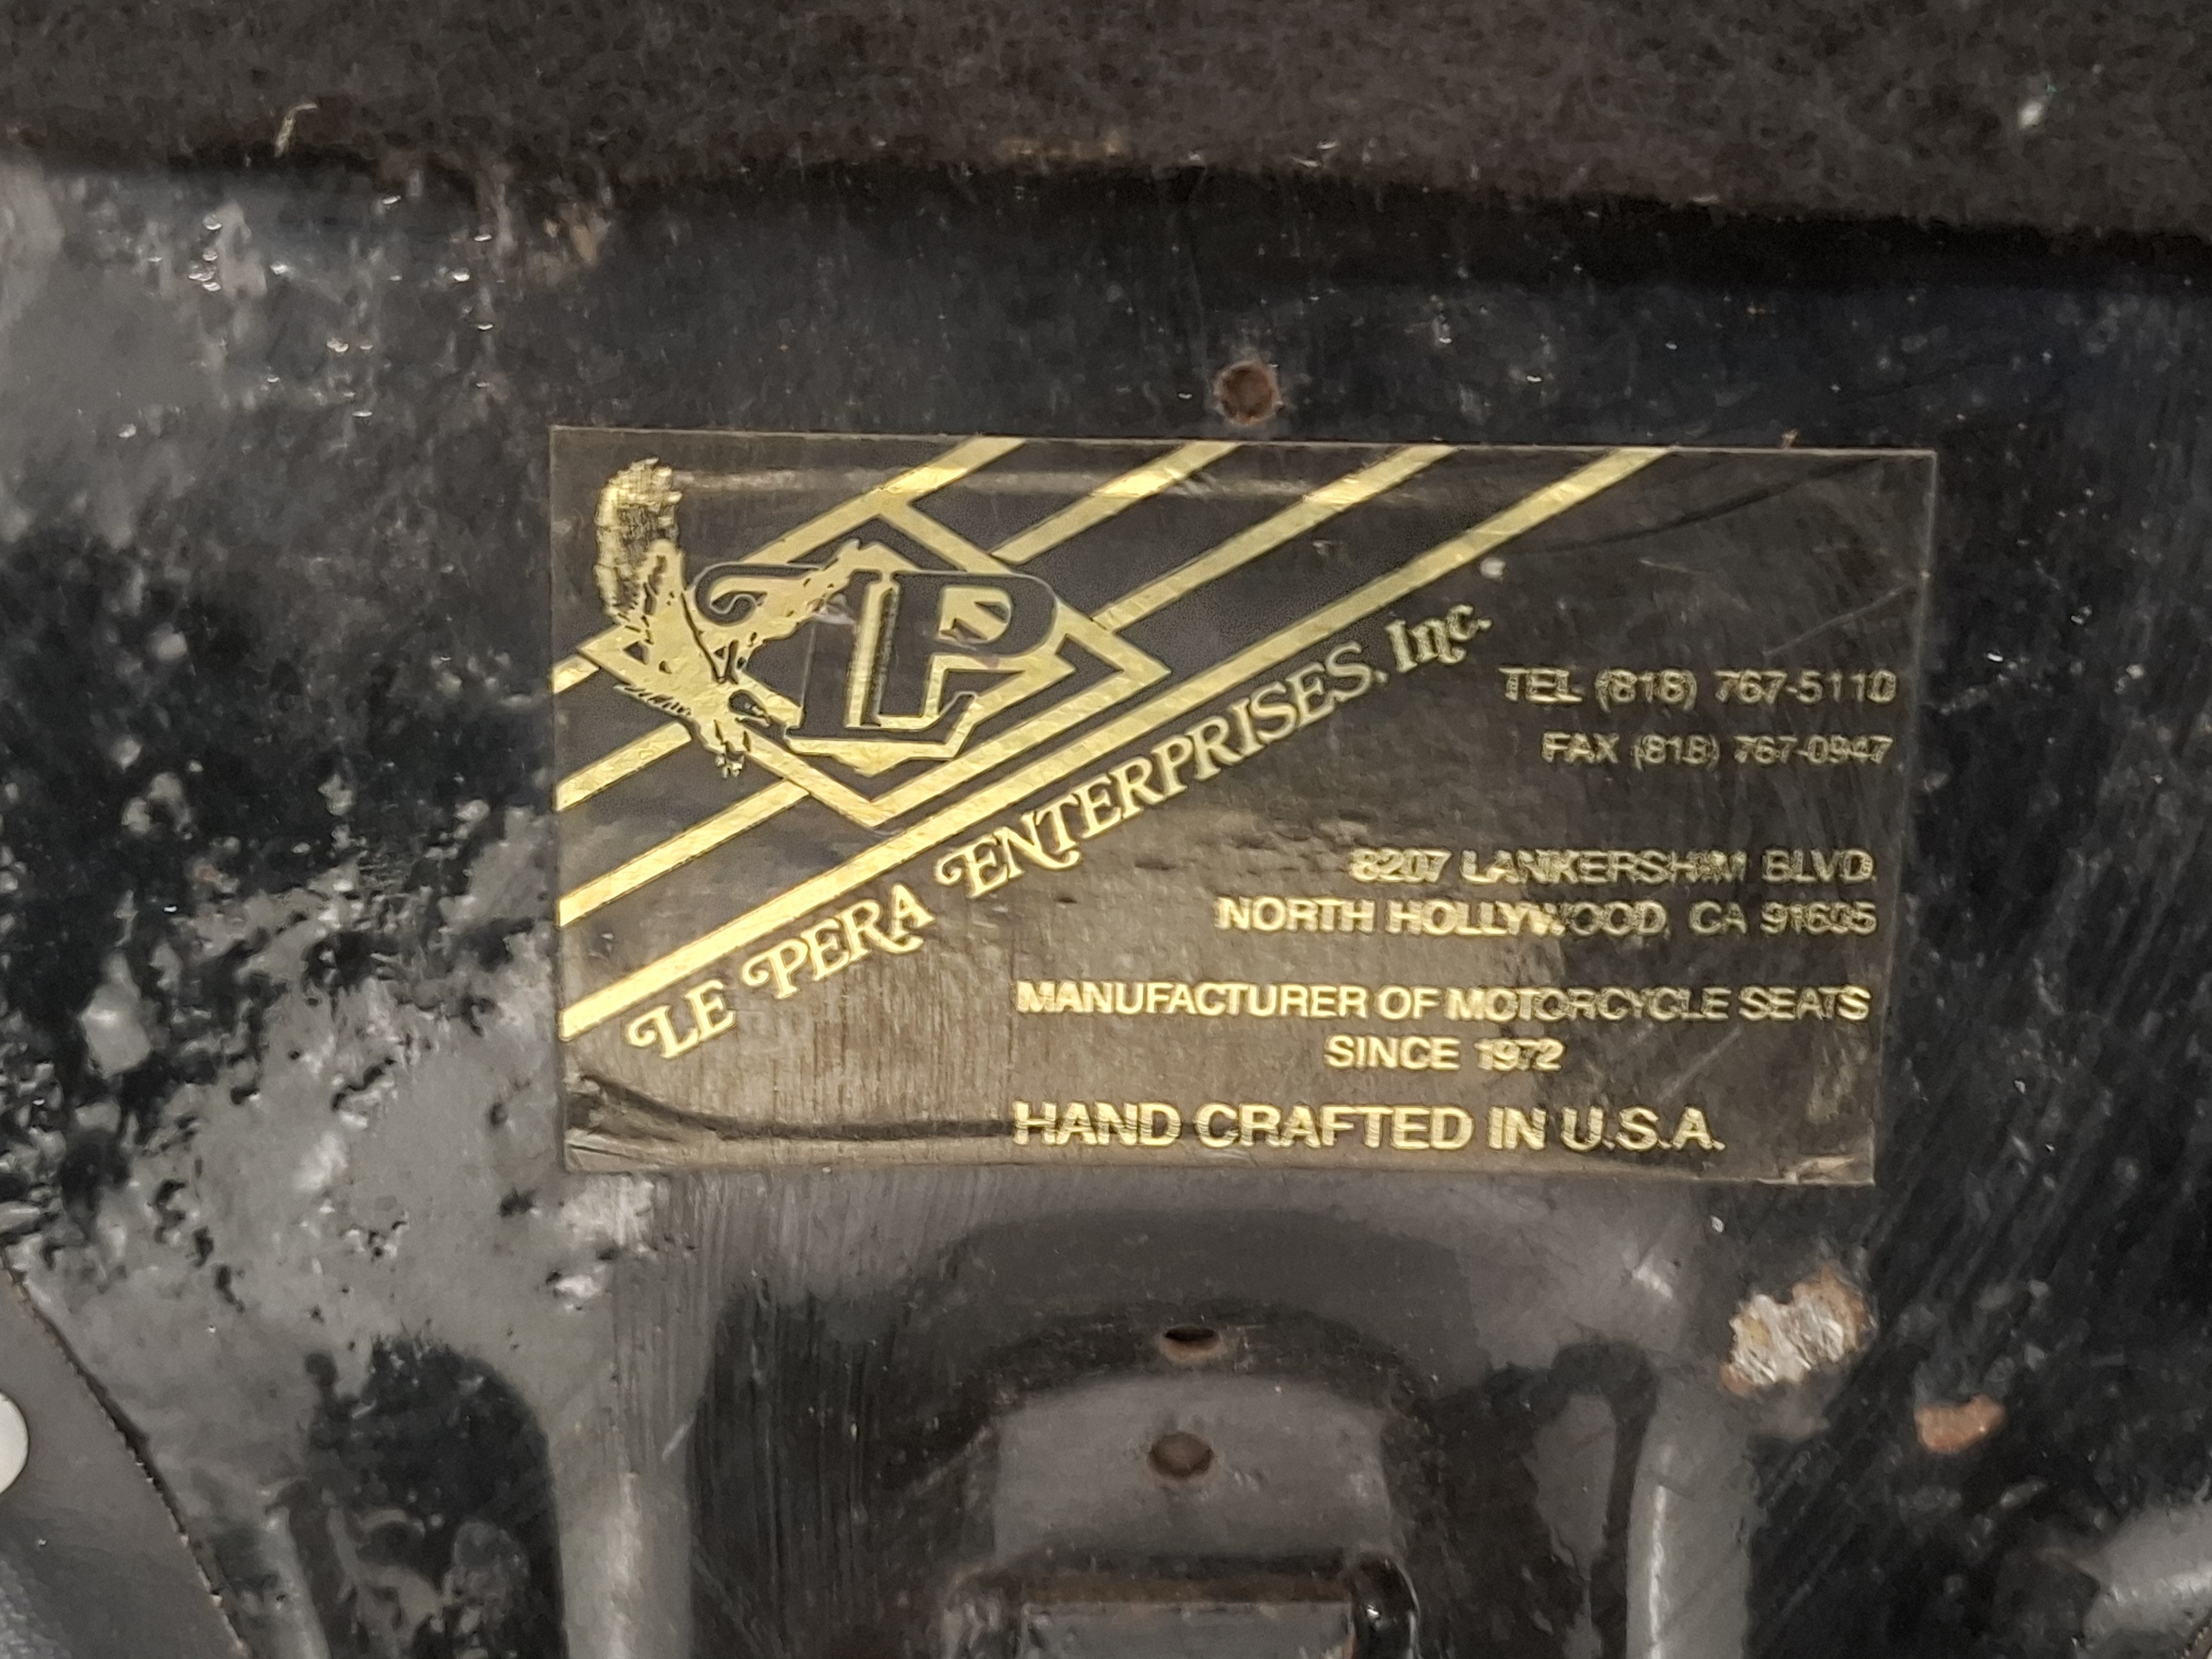 LP
LE PERA ENTERPRISES, Inc.
TEL (818) 767-5110
FAX (818) 767-0947
8207 LANKERSHIM BLVD.
NORTH HOLLYWOOD, CA 91605
MANUFACTURER OF MOTORCYCLE SEATS
SINCE 1972
HAND CRAFTED IN U.S.A.